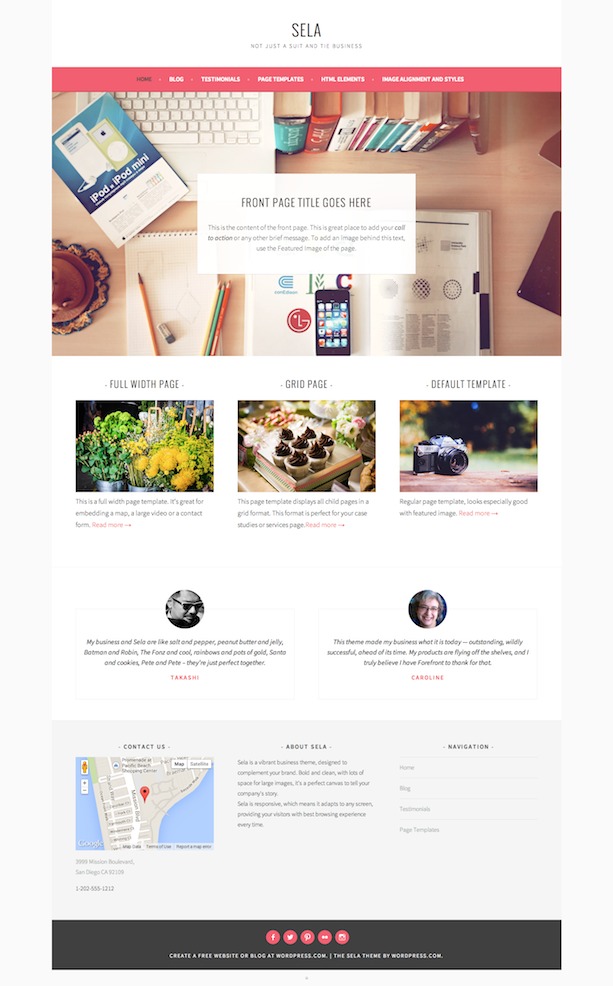 SELA
NOT JUST A SUIT AND TIE BUSINESS
HOME
BLOG
TESTIMONIALS
PAGE TEMPLATES
HTML ELEMENTS
IMAGE ALIGNMENT AND STYLES
iPod & iPod mini
CALL
FRONT PAGE TITLE GOES HERE
This is the content of the front page. This is great place to add your call
to action or any other brief message. To add an image behind this text,
use the Featured Image of the page.
conEdison
LG
- FULL WIDTH PAGE -
This is a full width page template. It's great for
embedding a map, a large video or a contact
form. Read more →
- GRID PAGE -
This page template displays all child pages in a
grid format. This format is perfect for your case
studies or services page.Read more →
- DEFAULT TEMPLATE -
Regular page template, looks especially good
with featured image. Read more →
My business and Sela are like salt and pepper, peanut butter and jelly,
Batman and Robin, The Fonz and cool, rainbows and pots of gold, Santa
and cookies, Pete and Pete – they're just perfect together.
TAKASHI
This theme made my business what it is today — outstanding, wildly
successful, ahead of its time. My products are flying off the shelves, and I
truly believe I have Forefront to thank for that.
CAROLINE
- CONTACT US -
Promenade at
Pacific Beach
Shopping Center
Map
Satellite
Mission Blvd
Google
Map Data
Terms of Use
Report a map error
3999 Mission Boulevard,
San Diego CA 92109
1-202-555-1212
- ABOUT SELA -
Sela is a vibrant business theme, designed to
complement your brand. Bold and clean, with lots of
space for large images, it's a perfect canvas to tell your
company's story.
Sela is responsive, which means it adapts to any screen,
providing your visitors with best browsing experience
every time.
- NAVIGATION -
Home
Blog
Testimonials
Page Templates
CREATE A FREE WEBSITE OR BLOG AT WORDPRESS.COM. | THE SELA THEME BY WORDPRESS.COM.